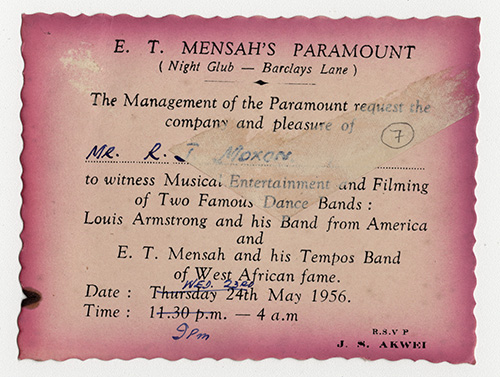 E. T. MENSAH'S PARAMOUNT
( Night Glub — Barclays Lane )
The Management of the Paramount request the
company and pleasure of
7
MR. R. J. MOXON
to witness Musical Entertainment and Filming
of Two Famous Dance Bands :
Louis Armstrong and his Band from America
and
E. T. Mensah and his Tempos Band
of West African fame.
WED. 23RD
Date : Thursday 24th May 1956.
Time : 11.30 p.m. — 4 a.m
9pm
R.S.V.P
J. S. AKWEI